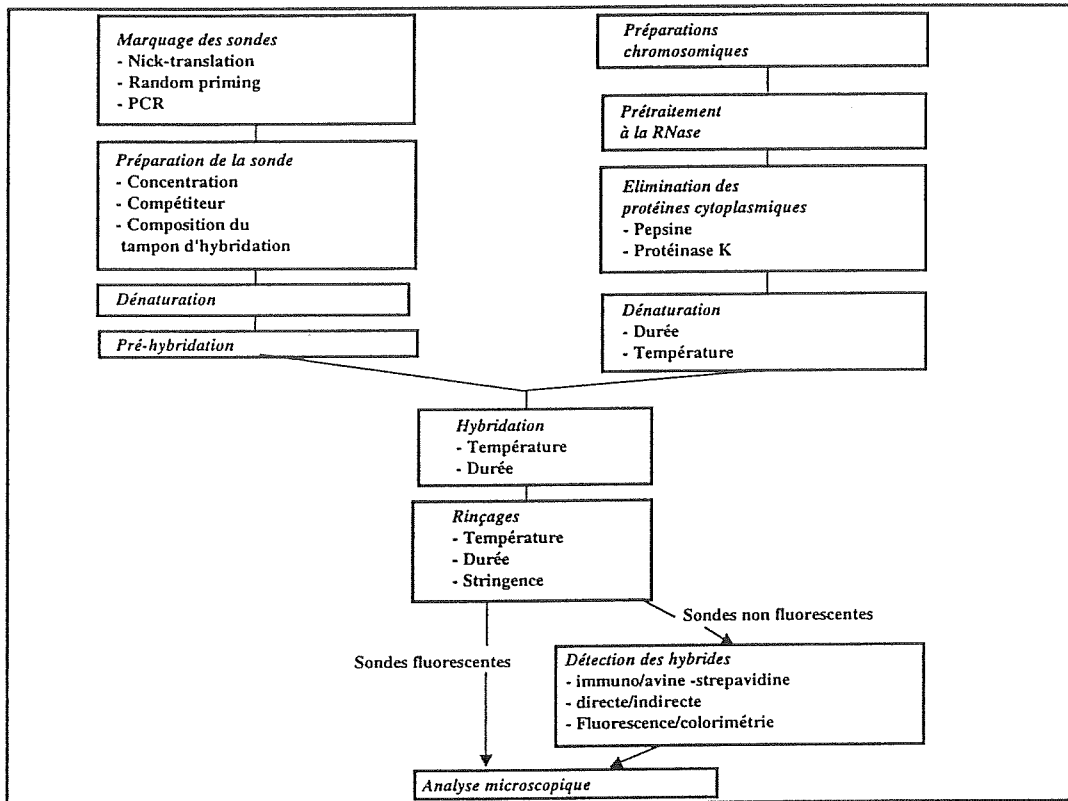 Marquage des sondes
- Nick-translation
- Random priming
- PCR
Préparation de la sonde
- Concentration
- Compétiteur
- Composition du
tampon d'hybridation
Dénaturation
Pré-hybridation
Préparations
chromosomiques
Prétraitement
à la RNase
Elimination des
protéines cytoplasmiques
- Pepsine
- Protéinase K
Dénaturation
- Durée
- Température
Hybridation
- Température
- Durée
Rinçages
- Température
- Durée
- Stringence
Sondes fluorescentes
Sondes non fluorescentes
Détection des hybrides
- immuno/avine -strepavidine
- directe/indirecte
- Fluorescence/colorimétrie
Analyse microscopique